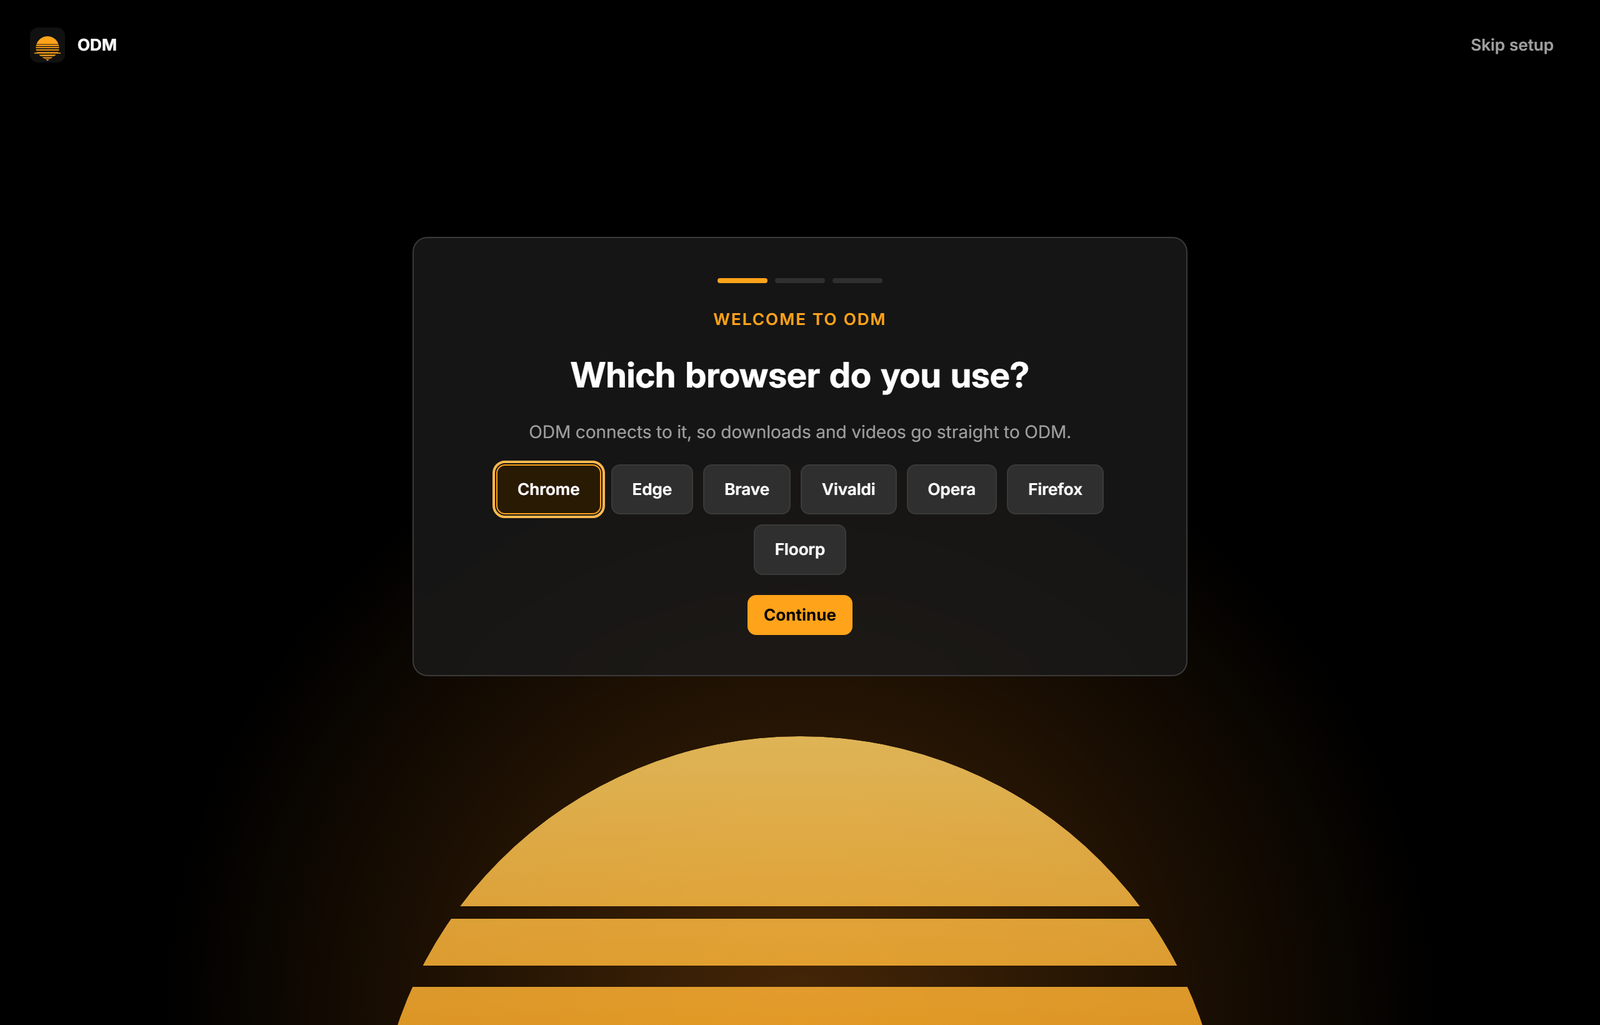 ODM
Skip setup
WELCOME TO ODM
Which browser do you use?
ODM connects to it, so downloads and videos go straight to ODM.
Chrome Edge Brave Vivaldi Opera Firefox
Floorp
Continue